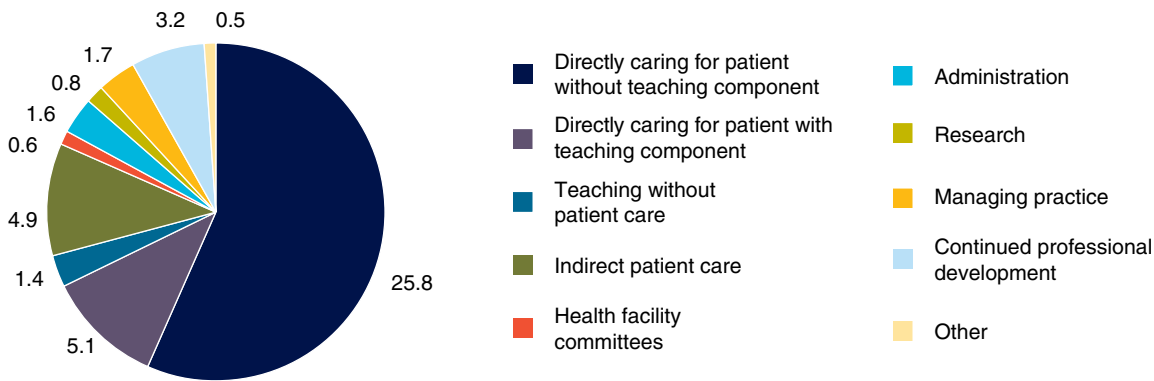 3.2
0.5
1.7
0.8
1.6
0.6
4.9
1.4
5.1
25.8
Directly caring for patient
without teaching component
Directly caring for patient with
teaching component
Teaching without
patient care
Indirect patient care
Health facility
committees
Administration
Research
Managing practice
Continued professional
development
Other